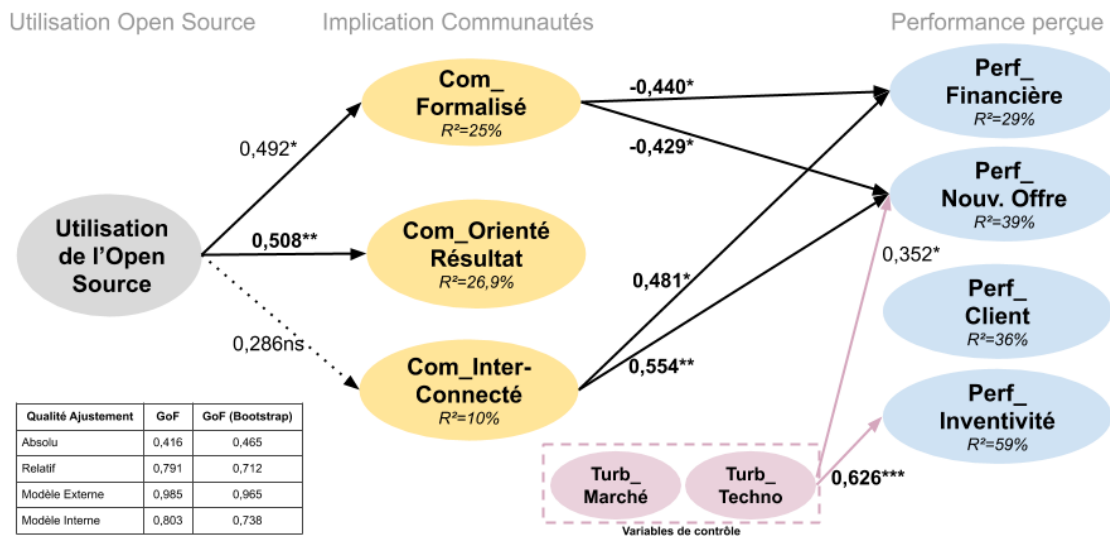 Utilisation Open Source
Implication Communautés
Performance perçue
Com_
Formalisé
R²=25%
-0,440*
Perf_
Financière
R²=29%
0,492*
-0,429*
Perf_
Nouv. Offre
R²=39%
Utilisation
de l'Open
Source
0,508**
Com_Orienté
Résultat
R²=26,9%
0,352*
0,481*
Perf_
Client
R²=36%
0,286ns
0,554**
Com_Inter-
Connecté
R²=10%
Perf_
Inventivité
R²=59%
Qualité Ajustement GoF GoF (Bootstrap)
Absolu 0,416 0,465
Relatif 0,791 0,712
Modèle Externe 0,985 0,965
Modèle Interne 0,803 0,738
Turb_
Marché
Turb_
Techno
0,626***
Variables de contrôle